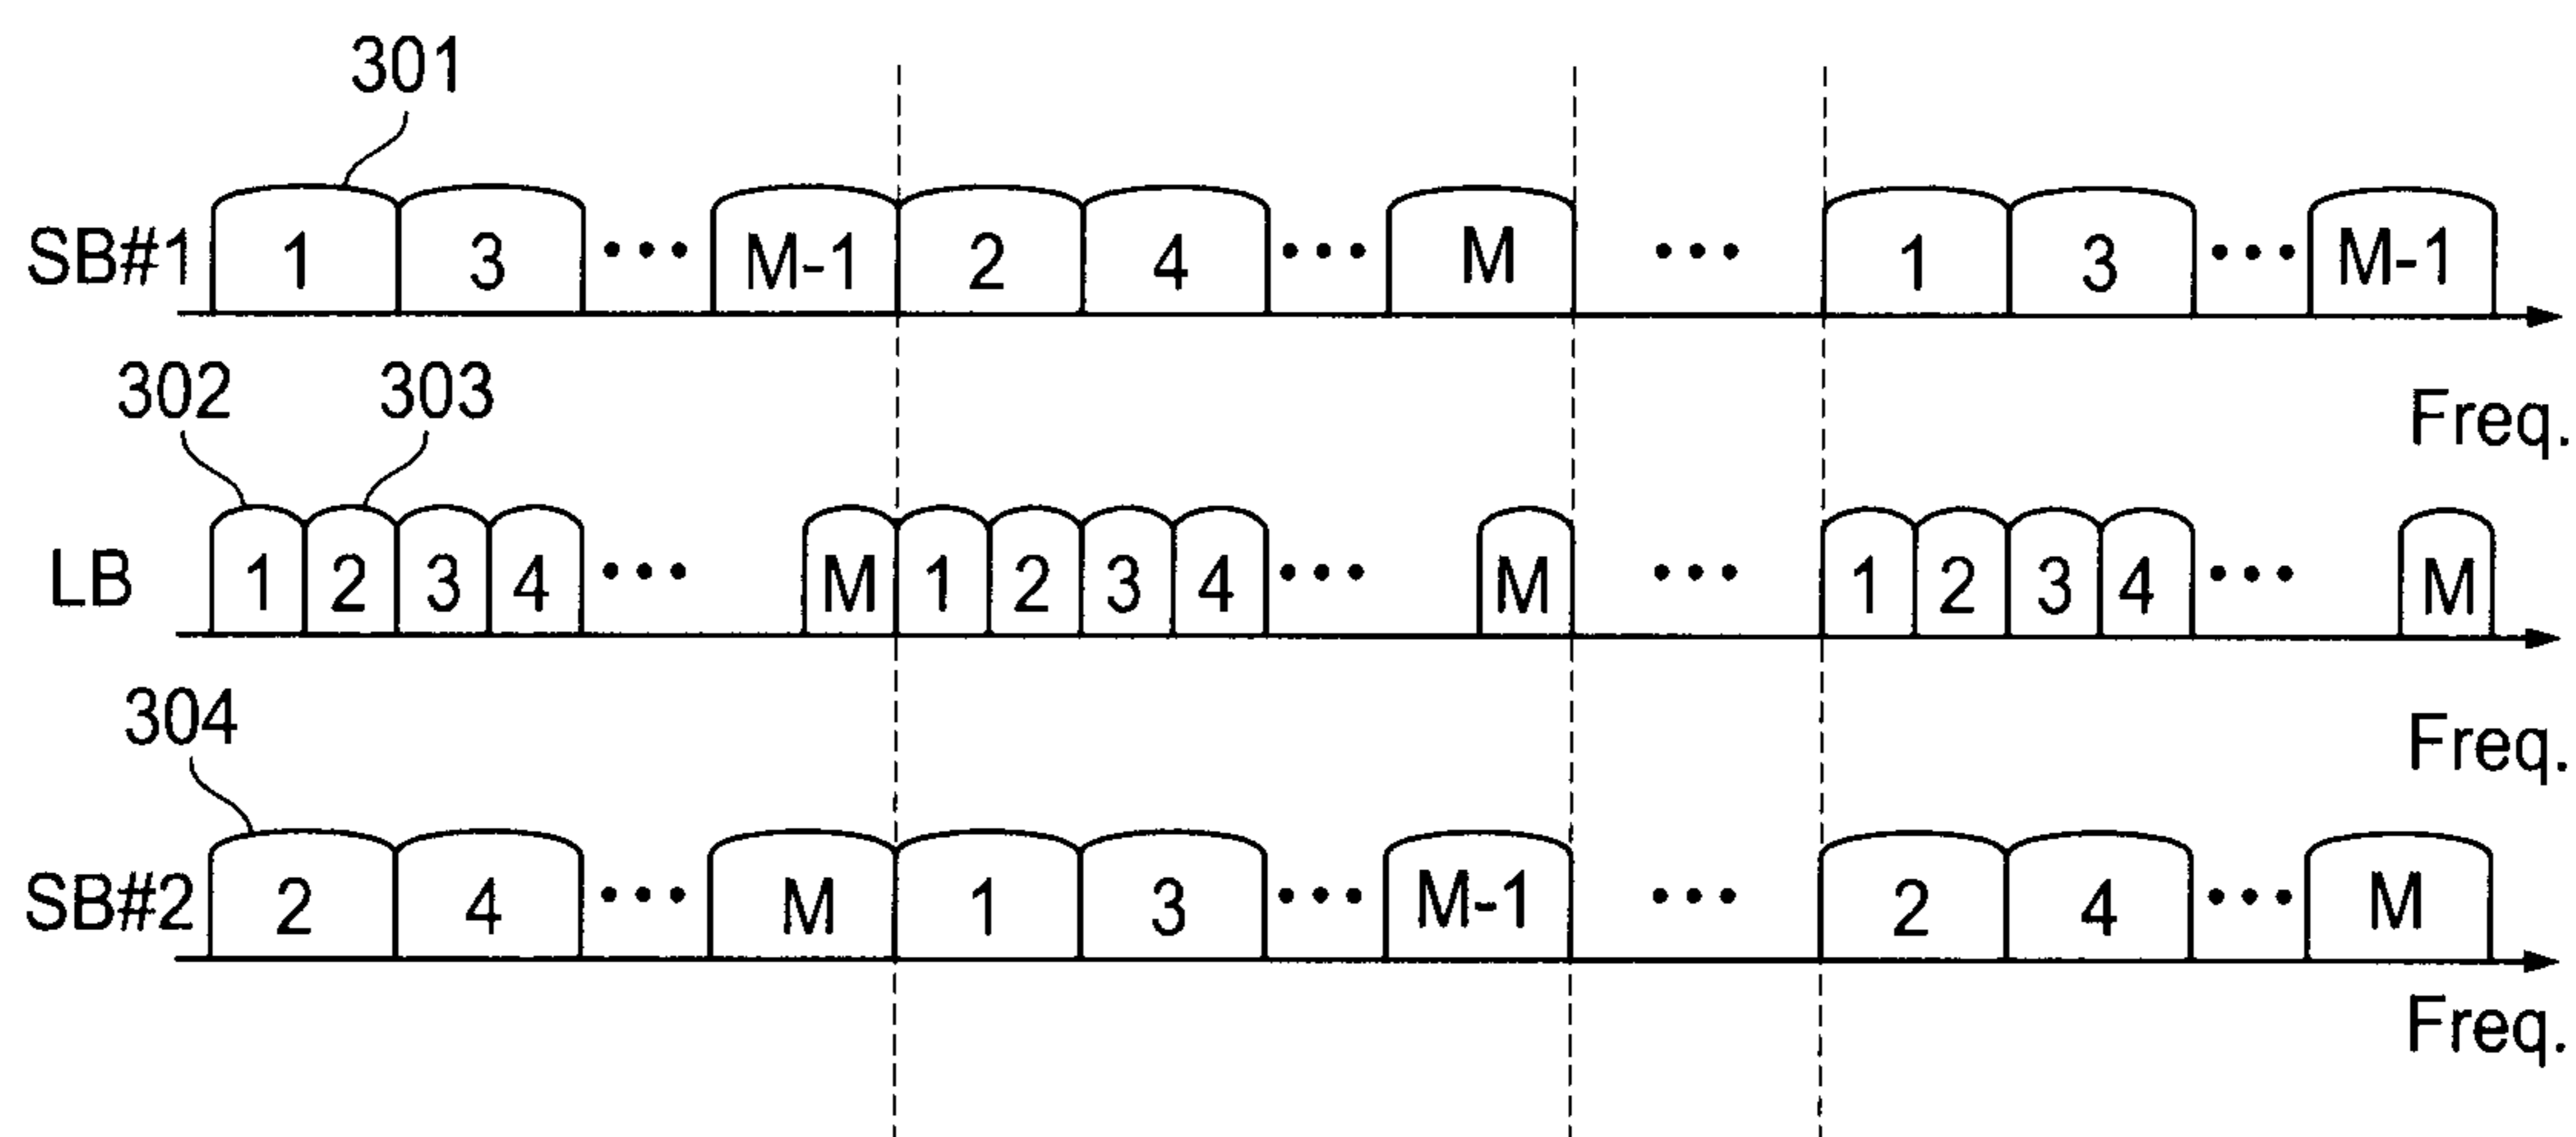 301
SB#1 1 3 ••• M-1 2 4 ••• M ••• 1 3 ••• M-1
Freq.
302 303
LB 1 2 3 4 ••• M 1 2 3 4 ••• M ••• 1 2 3 4 ••• M
Freq.
304
SB#2 2 4 ••• M 1 3 ••• M-1 ••• 2 4 ••• M
Freq.